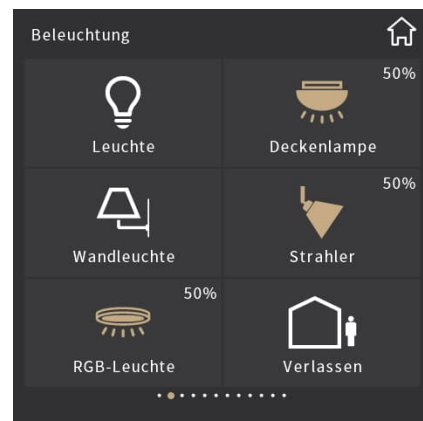 Beleuchtung
50%
Leuchte
Deckenlampe
50%
Wandleuchte
Strahler
50%
RGB-Leuchte
Verlassen